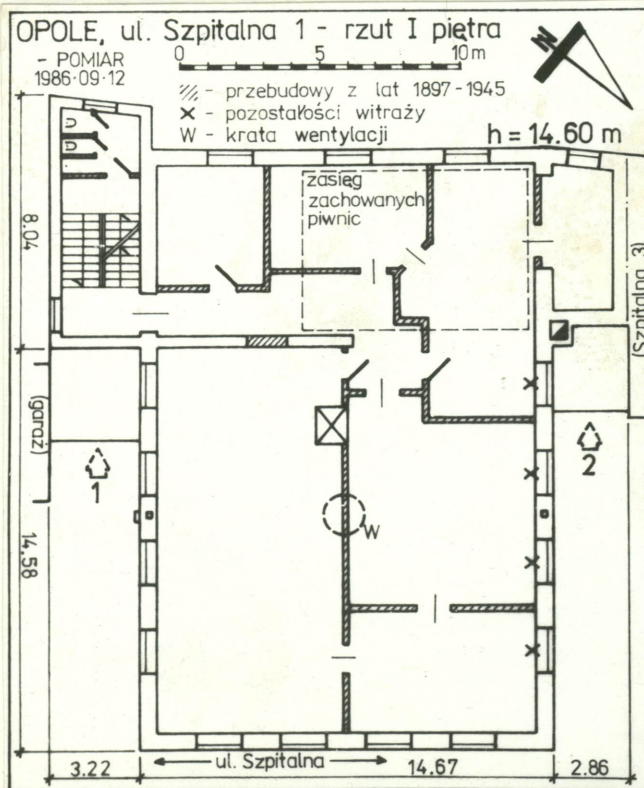 OPOLE, ul. Szpitalna 1 - rzut I piętra
- POMIAR
1986·09·12
0 5 10m
- przebudowy z lat 1897-1945
× - pozostałości witraży
W - krata wentylacji
h = 14.60 m
N
zasięg
zachowanych
piwnic
8.04
(Szpitalna 3)
(garaż)
1
2
W
14.58
3.22
ul. Szpitalna
14.67
2.86